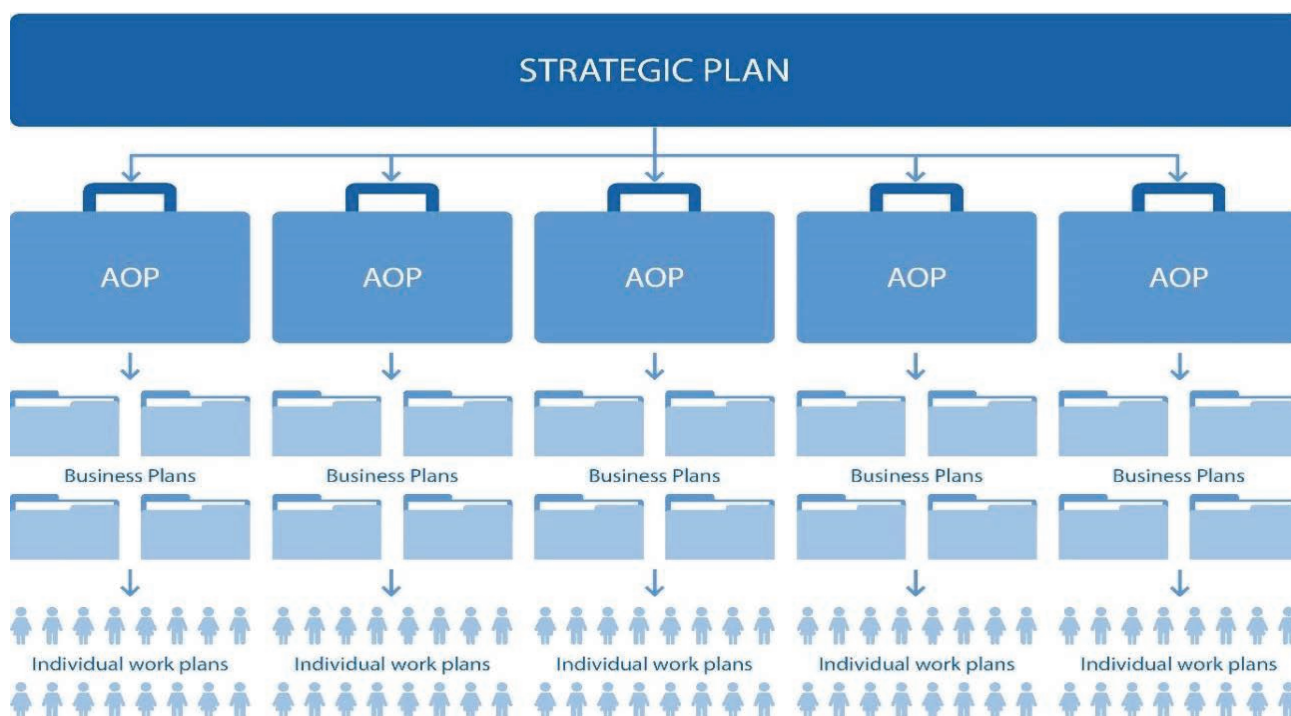 STRATEGIC PLAN
AOP AOP AOP AOP AOP
Business Plans Business Plans Business Plans Business Plans Business Plans
Individual work plans Individual work plans Individual work plans Individual work plans Individual work plans